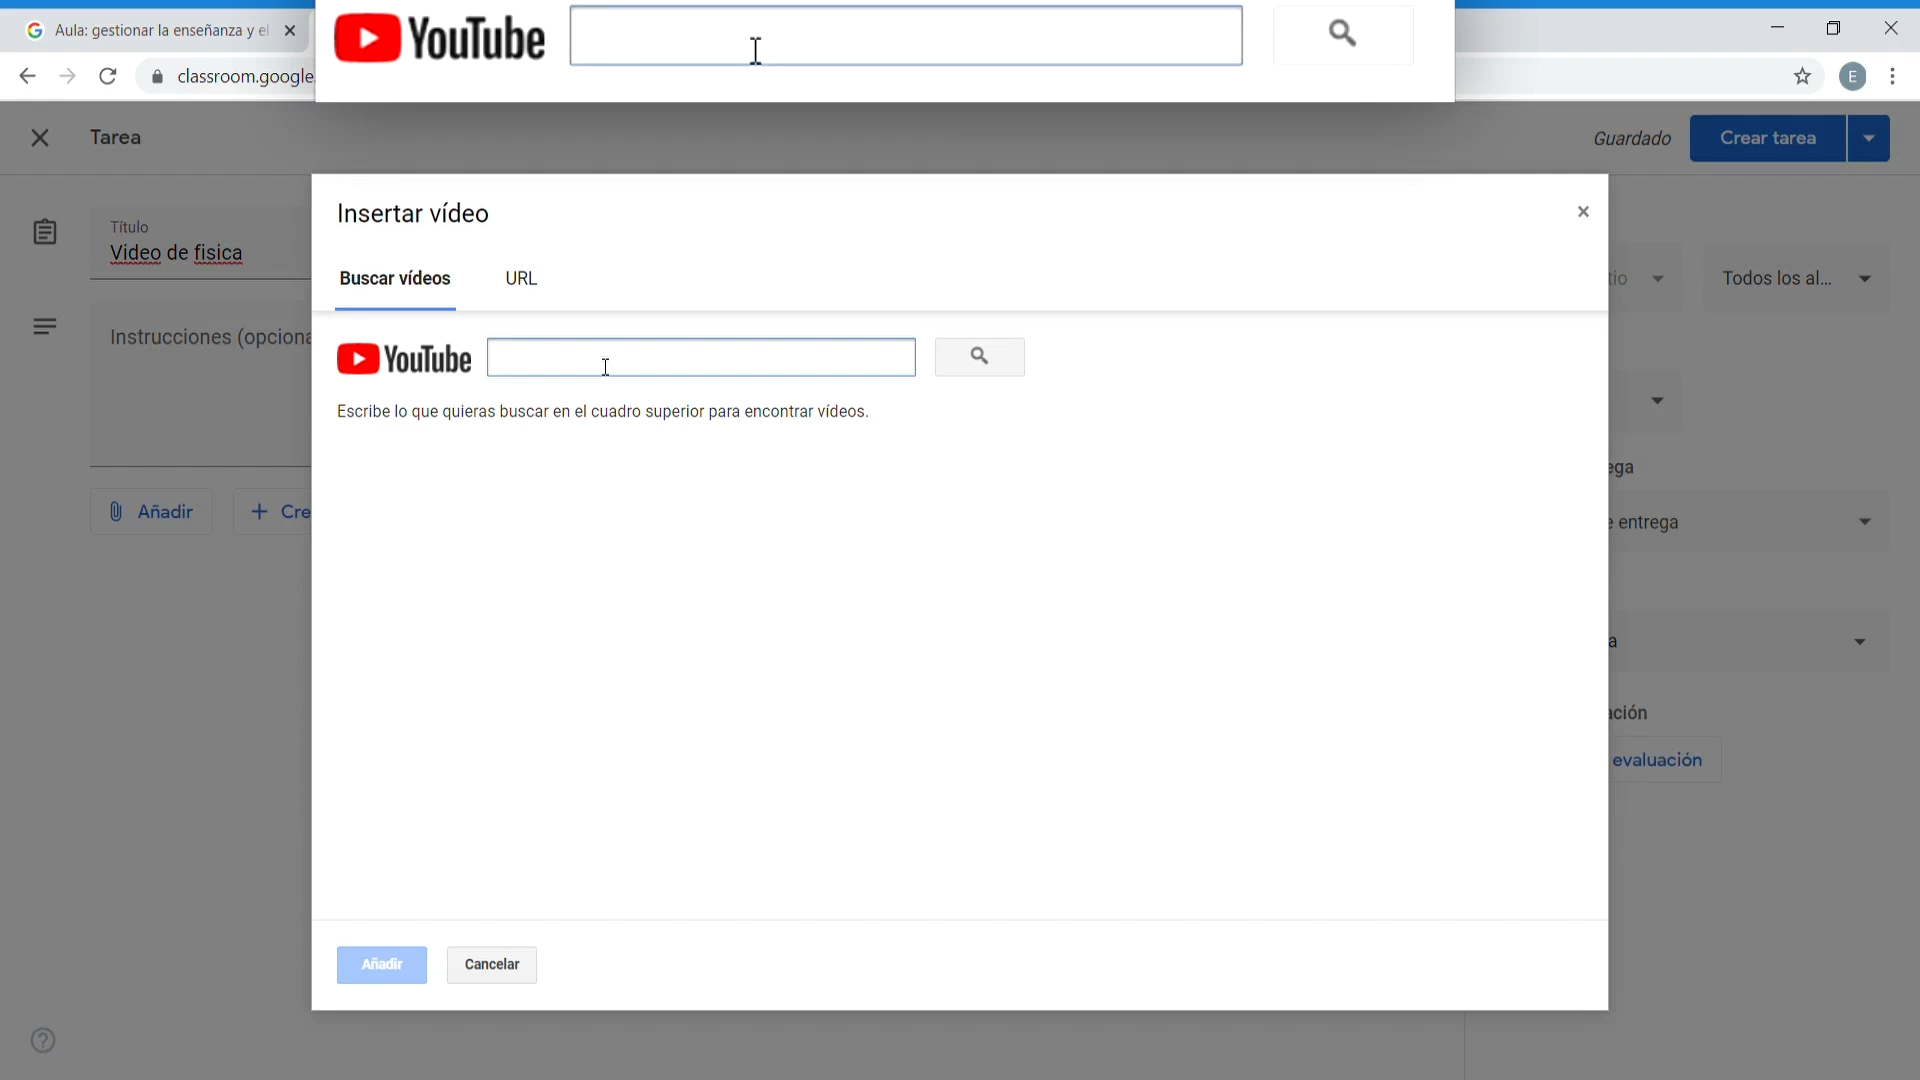 Aula: gestionar la enseñanza y el
YouTube
classroom.google.
E
Tarea
Guardado
Crear tarea
Insertar vídeo
Título
Video de fisica
Buscar vídeos
URL
tio
Todos los al...
Instrucciones (opciona
YouTube
Escribe lo que quieras buscar en el cuadro superior para encontrar vídeos.
ega
Añadir
+ Cre
e entrega
a
ación
evaluación
Añadir
Cancelar